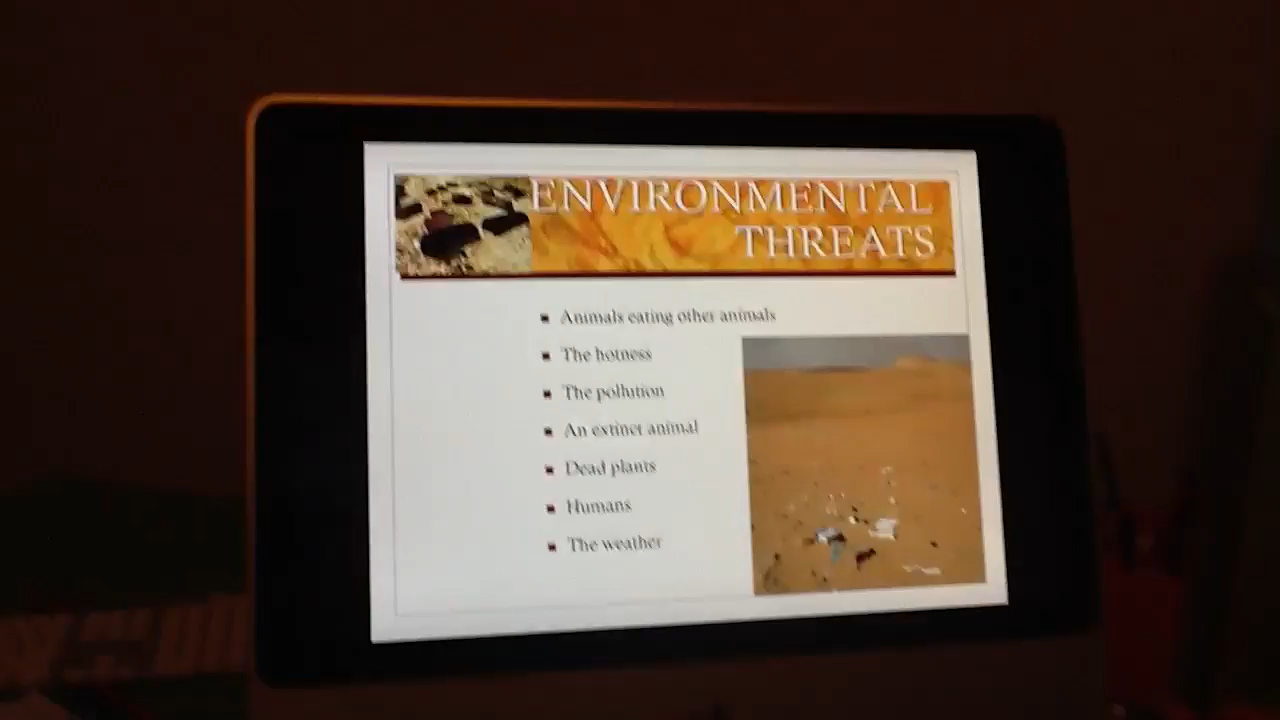 ENVIRONMENTAL
THREATS
Animals eating other animals
The hotness
The pollution
An extinct animal
Dead plants
Humans
The weather